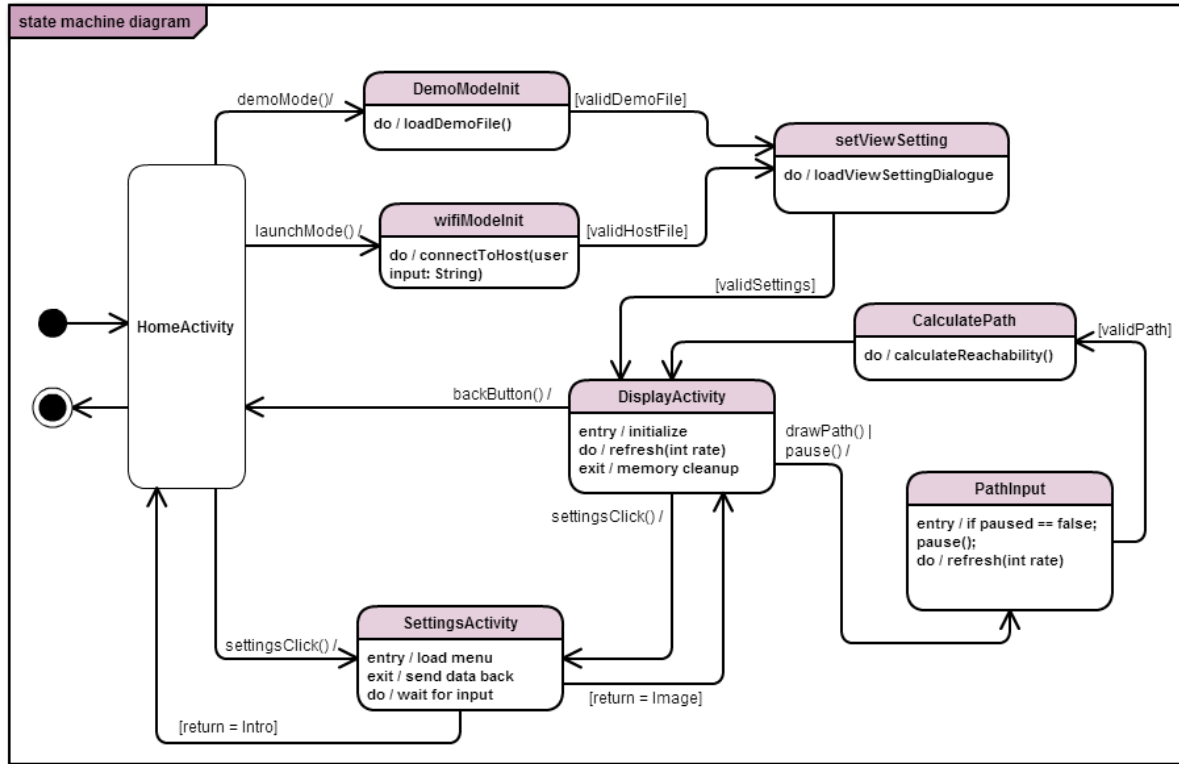 state machine diagram
DemoModeInit
do / loadDemoFile()
demoMode()/
[validDemoFile]
setViewSetting
do / loadViewSettingDialogue
launchMode() /
wifiModeInit
do / connectToHost(user
input: String)
[validHostFile]
[validSettings]
HomeActivity
CalculatePath
do / calculateReachability()
[validPath]
backButton() /
DisplayActivity
entry / initialize
do / refresh(int rate)
exit / memory cleanup
drawPath() |
pause() /
PathInput
entry / if paused == false;
pause();
do / refresh(int rate)
settingsClick() /
settingsClick() /
SettingsActivity
entry / load menu
exit / send data back
do / wait for input
[return = Image]
[return = Intro]